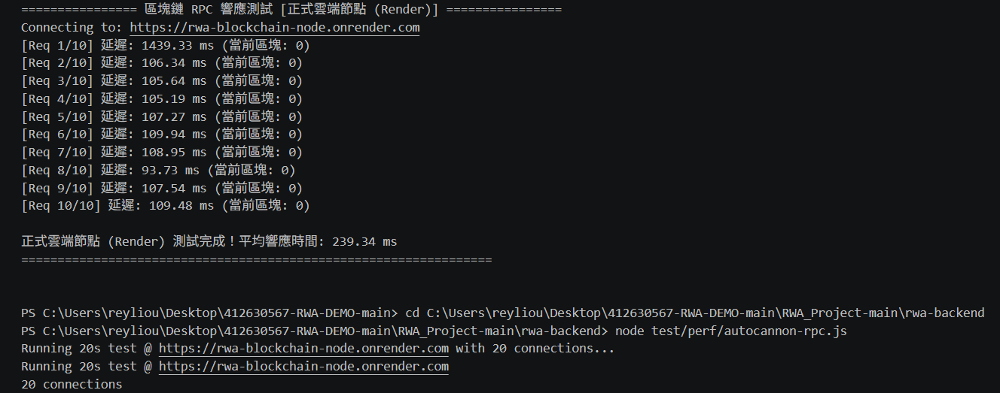 ================ 區塊鏈 RPC 響應測試 [正式雲端節點 (Render)] ================
Connecting to: https://rwa-blockchain-node.onrender.com
[Req 1/10] 延遲: 1439.33 ms (當前區塊: 0)
[Req 2/10] 延遲: 106.34 ms (當前區塊: 0)
[Req 3/10] 延遲: 105.64 ms (當前區塊: 0)
[Req 4/10] 延遲: 105.19 ms (當前區塊: 0)
[Req 5/10] 延遲: 107.27 ms (當前區塊: 0)
[Req 6/10] 延遲: 109.94 ms (當前區塊: 0)
[Req 7/10] 延遲: 108.95 ms (當前區塊: 0)
[Req 8/10] 延遲: 93.73 ms (當前區塊: 0)
[Req 9/10] 延遲: 107.54 ms (當前區塊: 0)
[Req 10/10] 延遲: 109.48 ms (當前區塊: 0)
正式雲端節點 (Render) 測試完成！平均響應時間: 239.34 ms
=================================================================
PS C:\Users\reyliou\Desktop\412630567-RWA-DEMO-main> cd C:\Users\reyliou\Desktop\412630567-RWA-DEMO-main\RWA_Project-main\rwa-backend
PS C:\Users\reyliou\Desktop\412630567-RWA-DEMO-main\RWA_Project-main\rwa-backend> node test/perf/autocannon-rpc.js
Running 20s test @ https://rwa-blockchain-node.onrender.com with 20 connections...
Running 20s test @ https://rwa-blockchain-node.onrender.com
20 connections